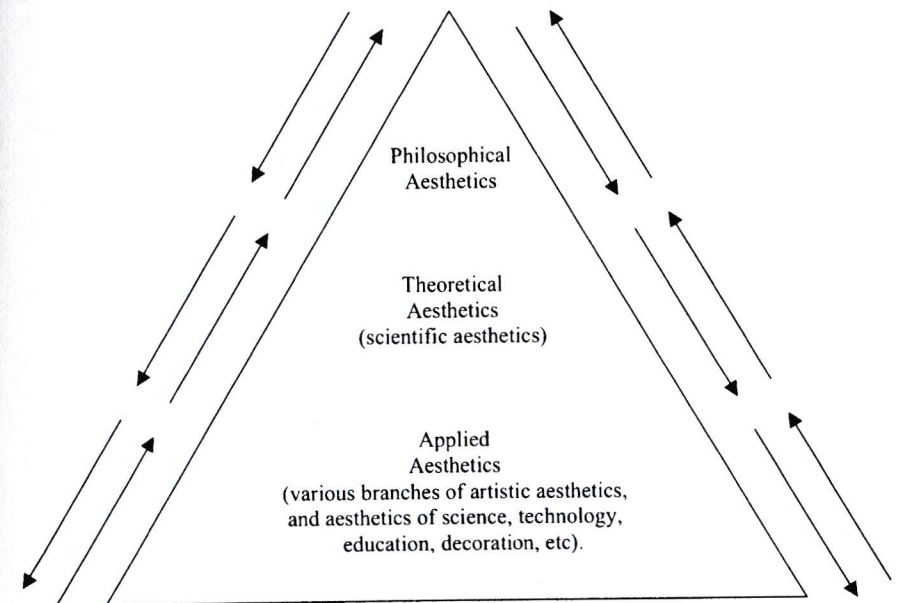 Philosophical
Aesthetics
Theoretical
Aesthetics
(scientific aesthetics)
Applied
Aesthetics
(various branches of artistic aesthetics,
and aesthetics of science, technology,
education, decoration, etc).